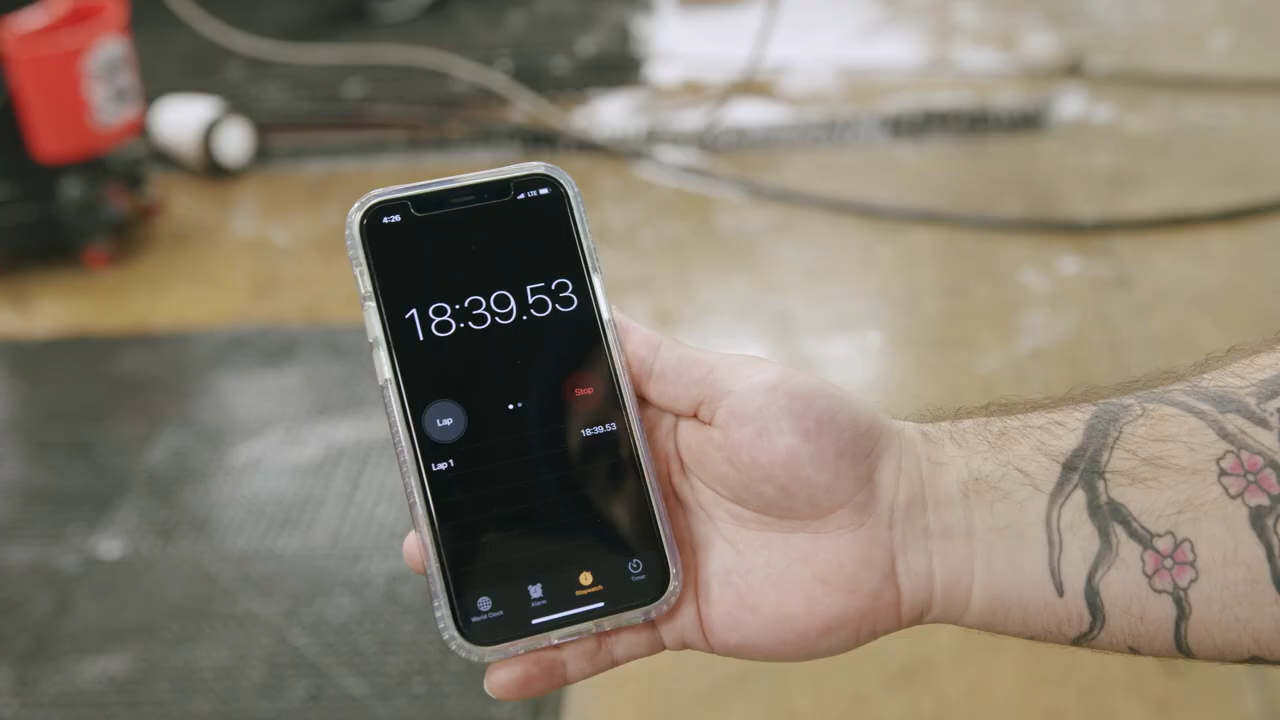 4:26 LTE
18:39.53
Lap Stop
Lap 1 18:39.53
World Clock Alarm Stopwatch Timer